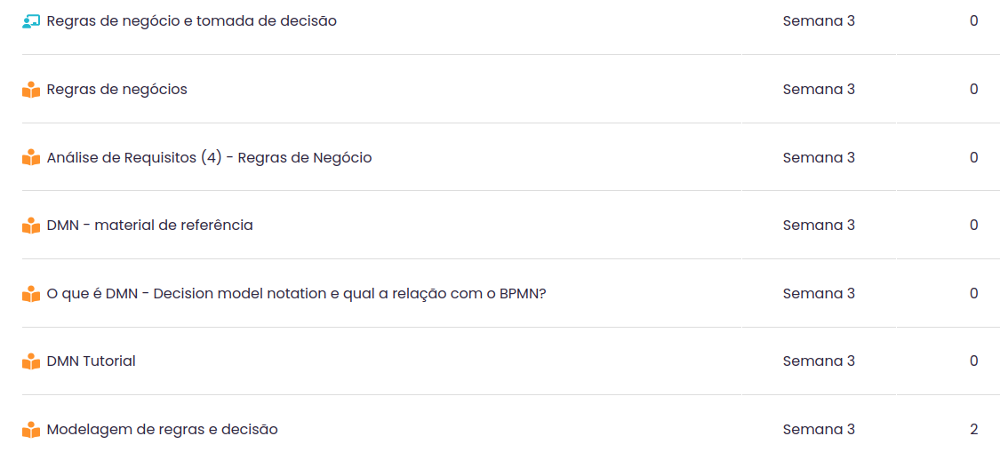 Regras de negócio e tomada de decisão Semana 3 0
Regras de negócios Semana 3 0
Análise de Requisitos (4) - Regras de Negócio Semana 3 0
DMN - material de referência Semana 3 0
O que é DMN - Decision model notation e qual a relação com o BPMN? Semana 3 0
DMN Tutorial Semana 3 0
Modelagem de regras e decisão Semana 3 2